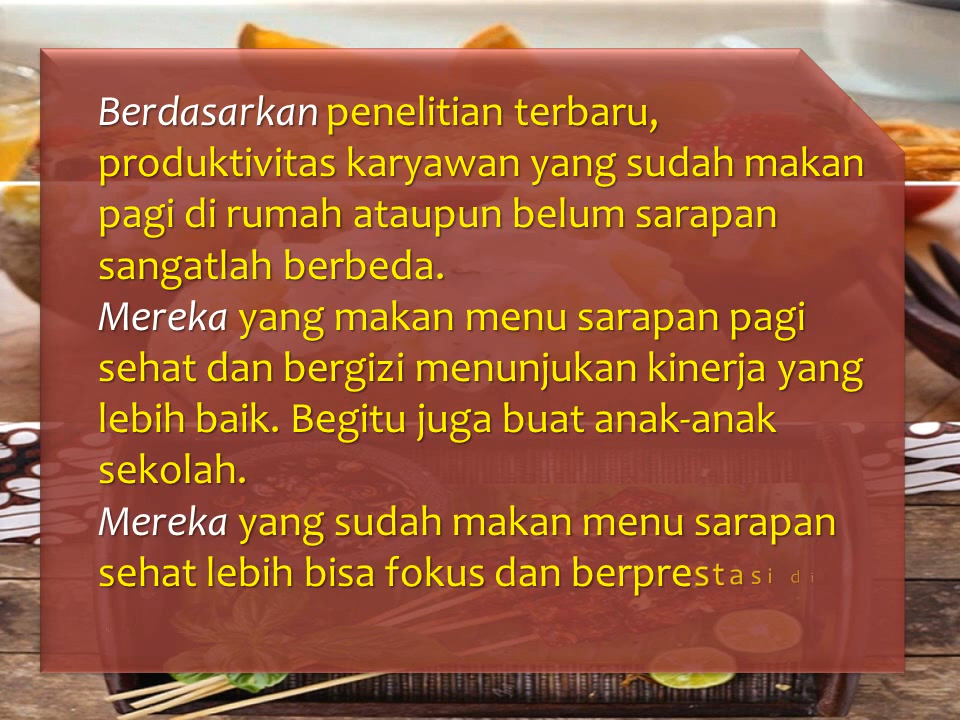 Berdasarkan penelitian terbaru,
produktivitas karyawan yang sudah makan
pagi di rumah ataupun belum sarapan
sangatlah berbeda.
Mereka yang makan menu sarapan pagi
sehat dan bergizi menunjukan kinerja yang
lebih baik. Begitu juga buat anak-anak
sekolah.
Mereka yang sudah makan menu sarapan
sehat lebih bisa fokus dan berprestasi di